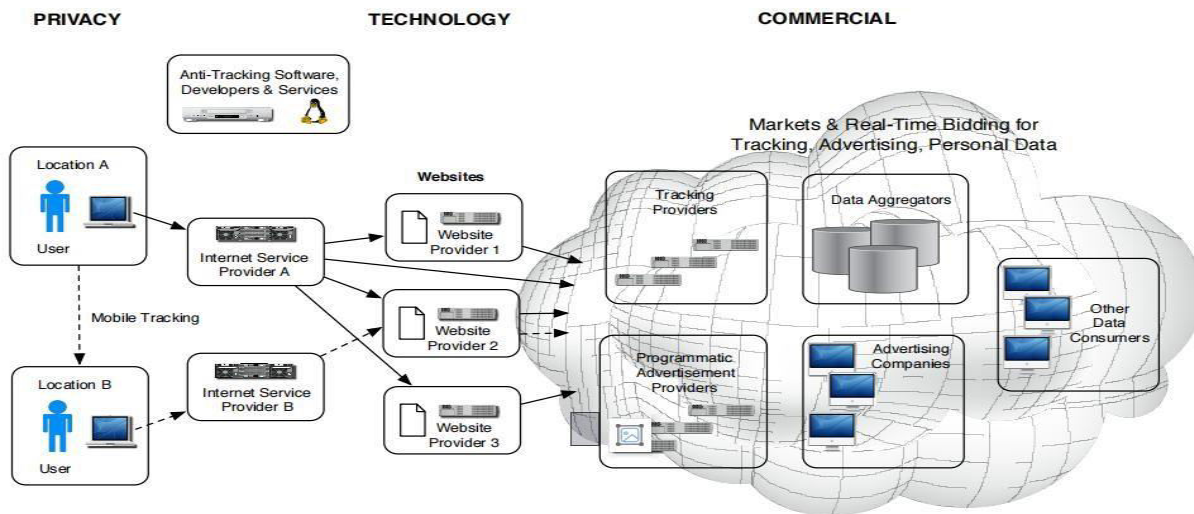 PRIVACY
TECHNOLOGY
COMMERCIAL
Anti-Tracking Software,
Developers & Services
Markets & Real-Time Bidding for
Tracking, Advertising, Personal Data
Location A
User
Mobile Tracking
Location B
User
Internet Service
Provider A
Internet Service
Provider B
Websites
Website
Provider 1
Website
Provider 2
Website
Provider 3
Tracking
Providers
Data Aggregators
Programmatic
Advertisement
Providers
Advertising
Companies
Other
Data
Consumers